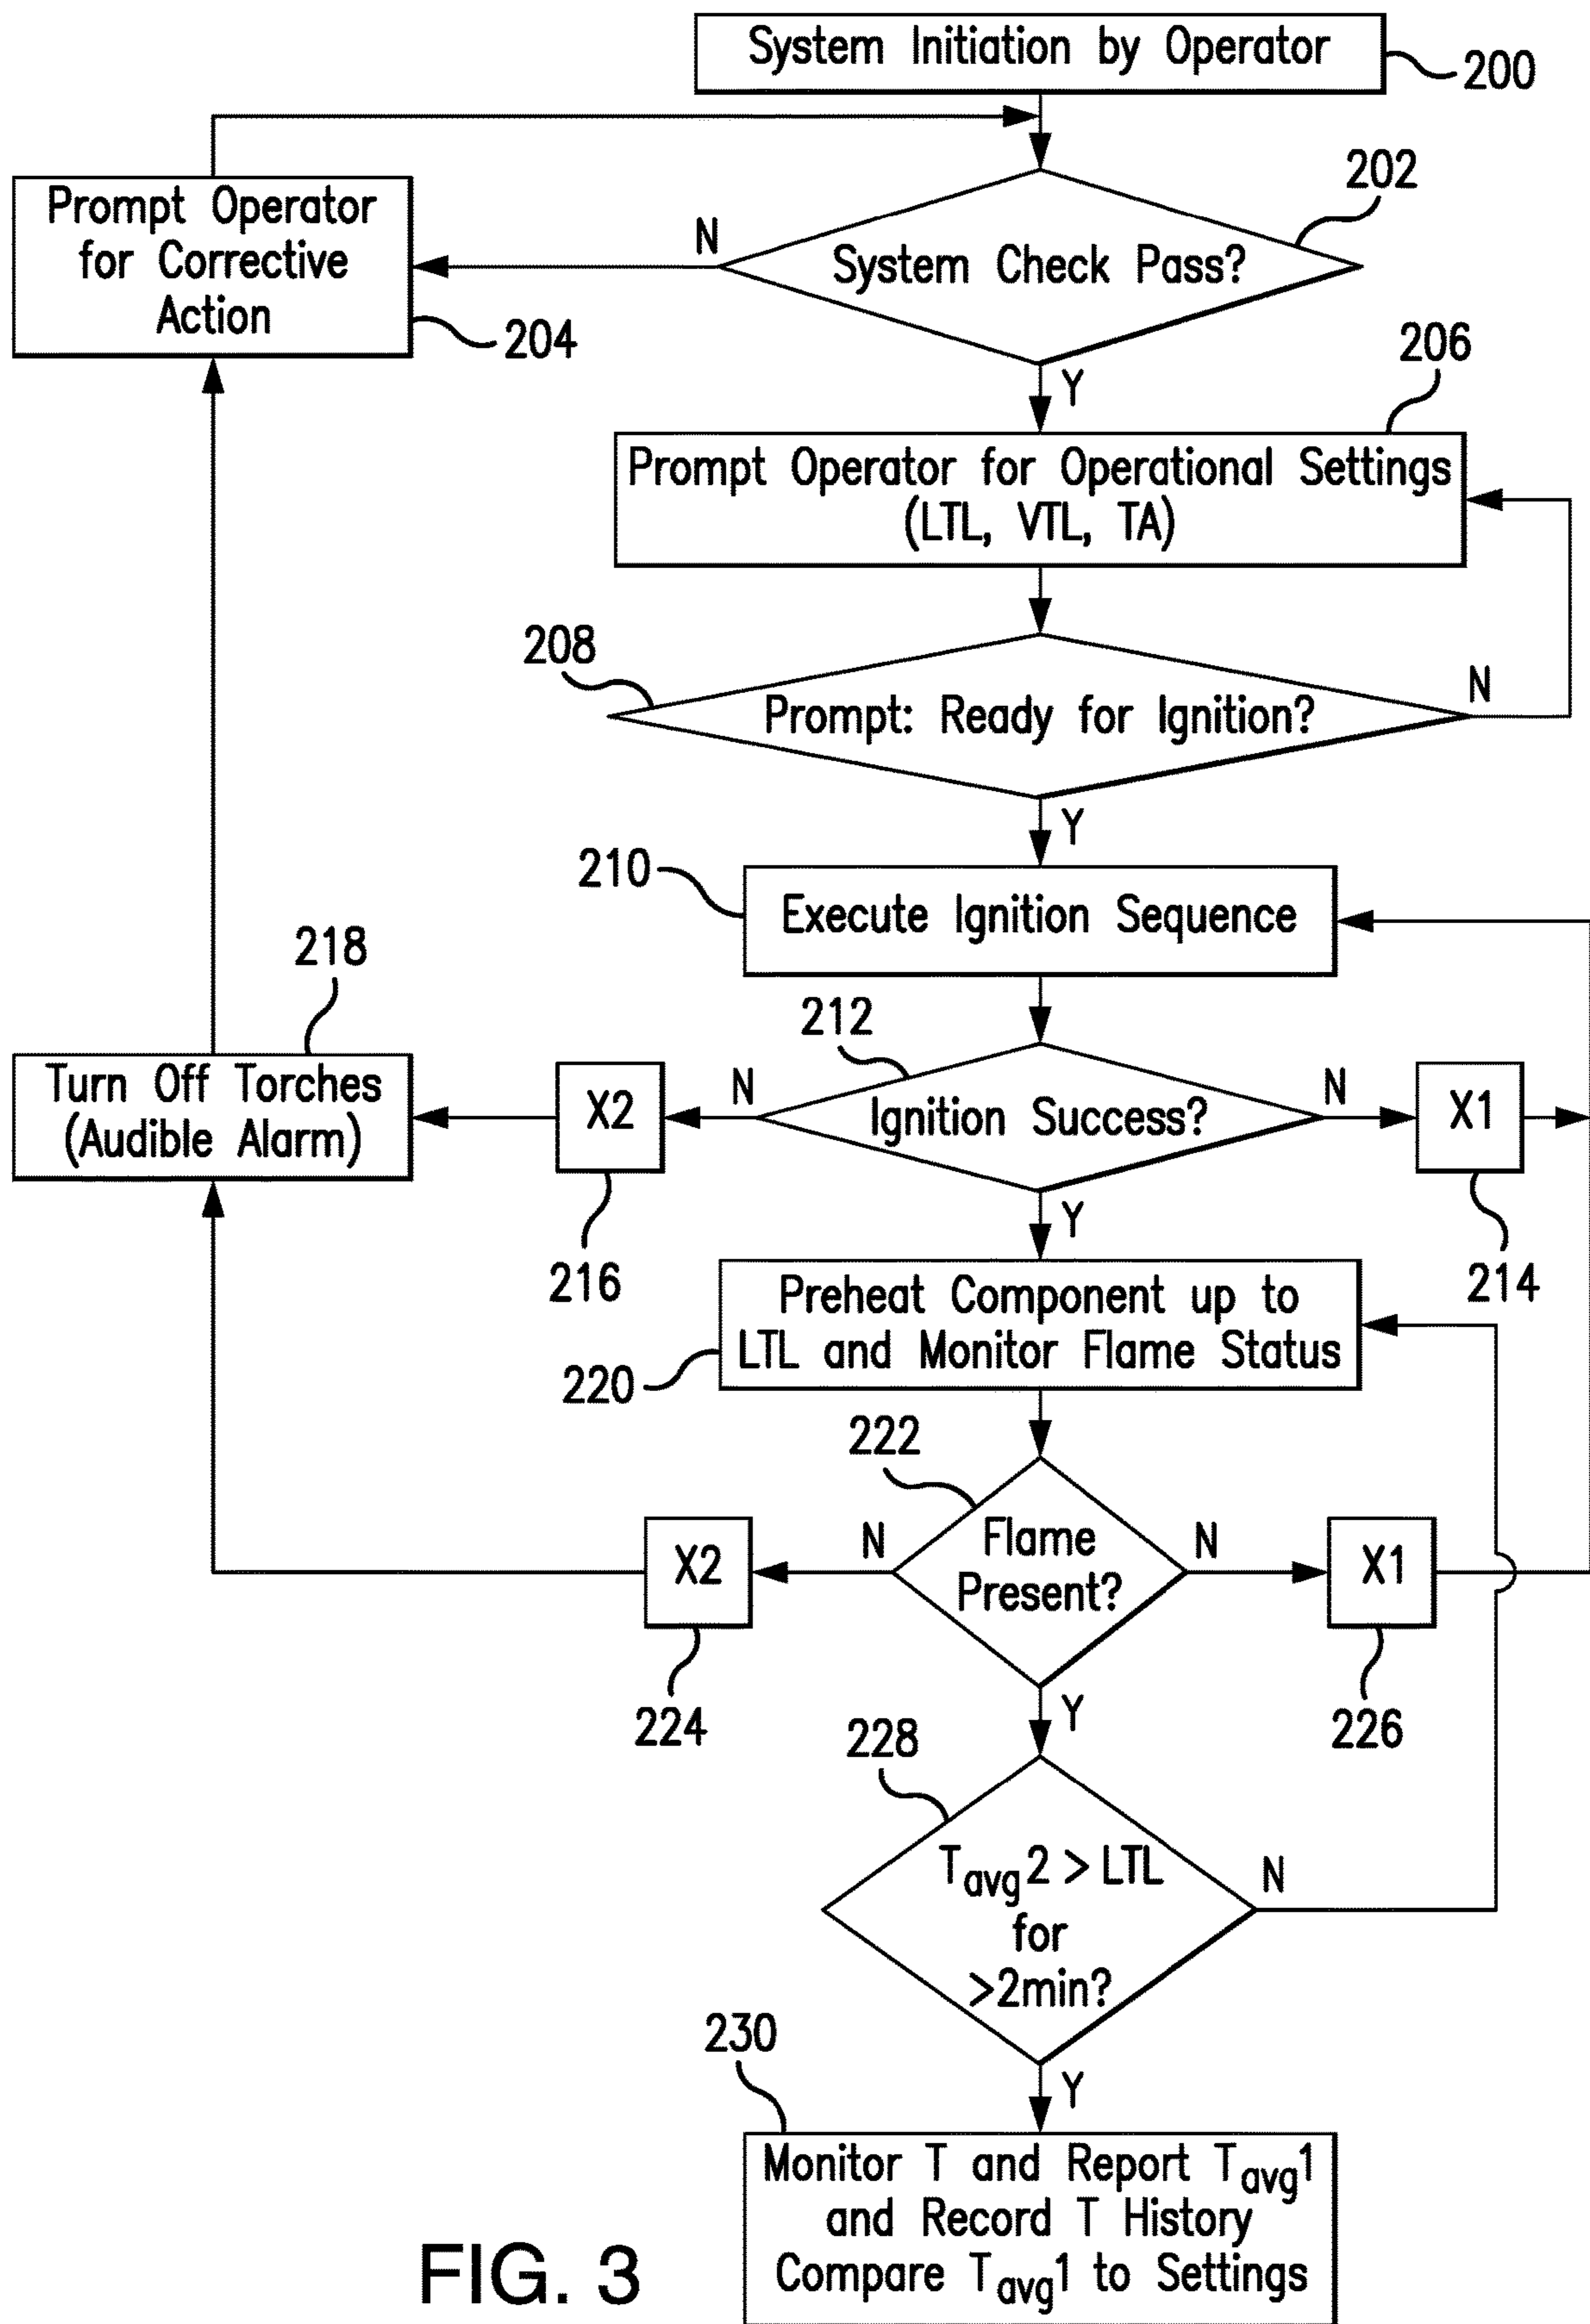 System Initiation by Operator
200
202
Prompt Operator
for Corrective
Action
N
System Check Pass?
204
206
Y
Prompt Operator for Operational Settings
(LTL, VTL, TA)
208
N
Prompt: Ready for Ignition?
Y
210
Execute Ignition Sequence
218
212
Turn Off Torches
(Audible Alarm)
X2
N
Ignition Success?
N
X1
216
Y
214
Preheat Component up to
LTL and Monitor Flame Status
220
222
X2
N
Flame
Present?
N
X1
224
Y
226
228
Tavg2 > LTL
for
>2min?
N
230
Y
Monitor T and Report Tavg1
and Record T History
Compare Tavg1 to Settings
FIG. 3